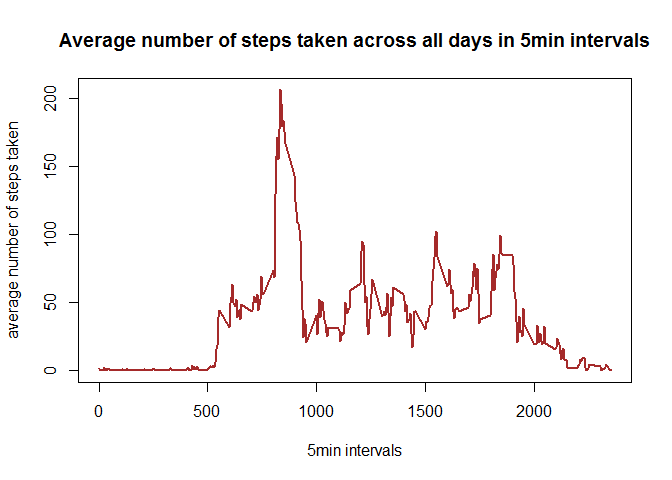 Average number of steps taken across all days in 5min intervals
average number of steps taken
200
150
100
50
0
0 500 1000 1500 2000
5min intervals